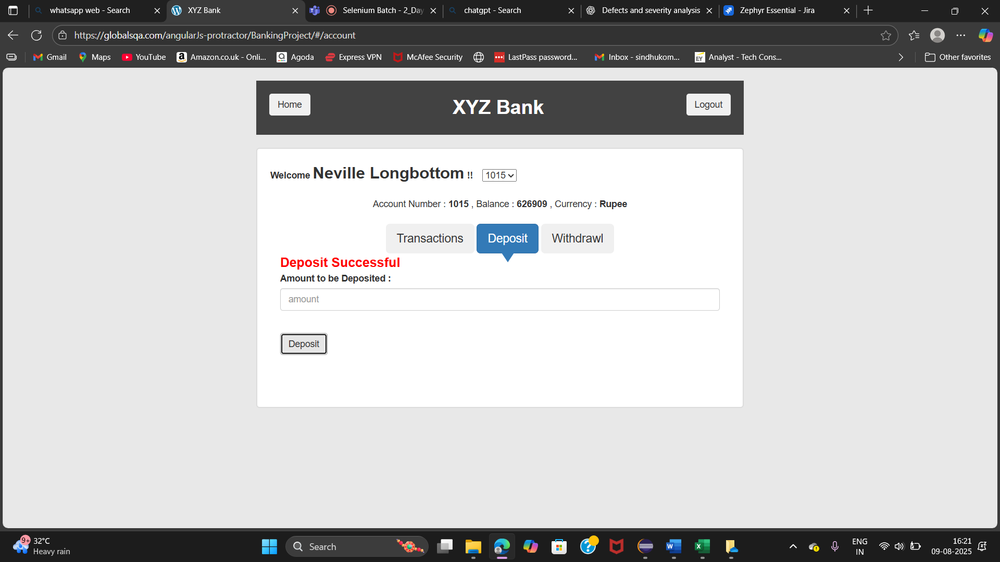 whatsapp web - Search
XYZ Bank
Selenium Batch - 2_Day
chatgpt - Search
Defects and severity analysis
Zephyr Essential - Jira
https://globalsqa.com/angularJs-protractor/BankingProject/#/account
Gmail
Maps
YouTube
Amazon.co.uk - Onli...
Agoda
Express VPN
McAfee Security
LastPass password...
Inbox - sindhukom...
EY
Analyst - Tech Cons...
Other favorites
Home
XYZ Bank
Logout
Welcome Neville Longbottom !! 1015
Account Number : 1015 , Balance : 626909 , Currency : Rupee
Transactions
Deposit
Withdrawl
Deposit Successful
Amount to be Deposited :
amount
Deposit
9+
32°C
Heavy rain
Search
ENG
IN
16:21
09-08-2025